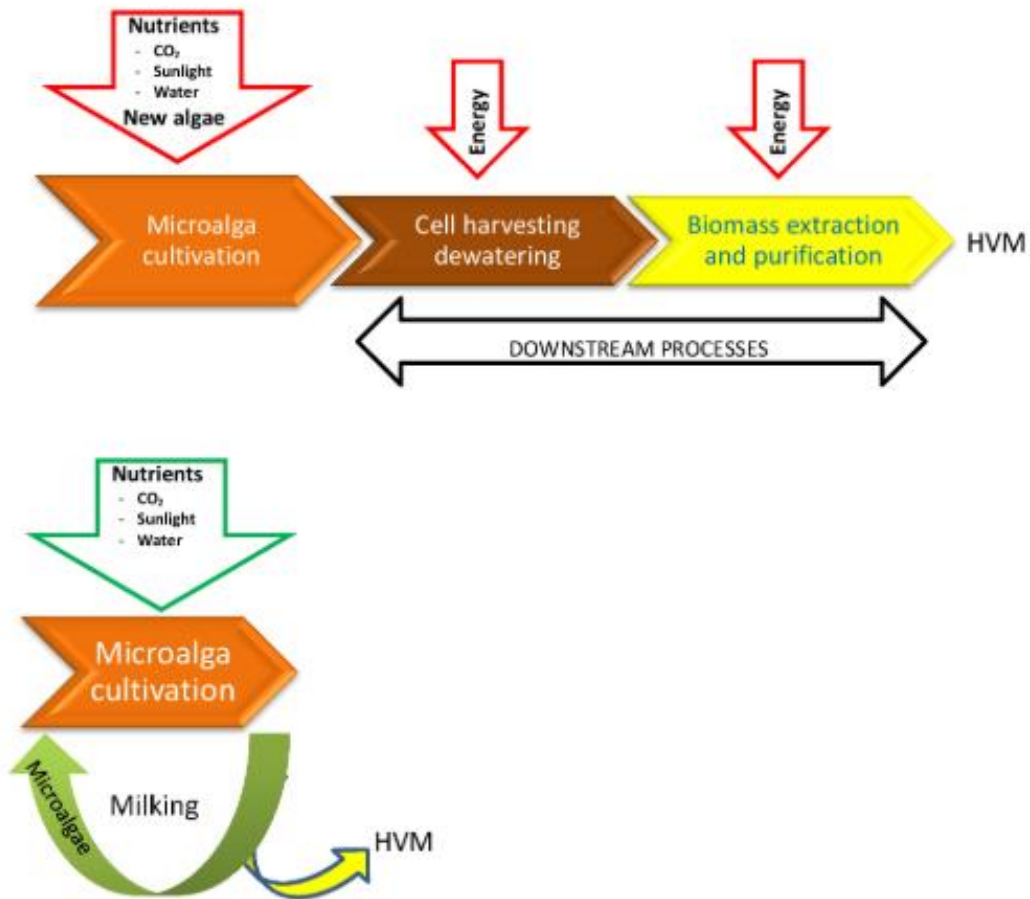 Nutrients
- CO₂
- Sunlight
- Water
New algae
Energy
Energy
Microalga
cultivation
Cell harvesting
dewatering
Biomass extraction
and purification
HVM
DOWNSTREAM PROCESSES
Nutrients
- CO₂
- Sunlight
- Water
Microalga
cultivation
Microalgae
Milking
HVM